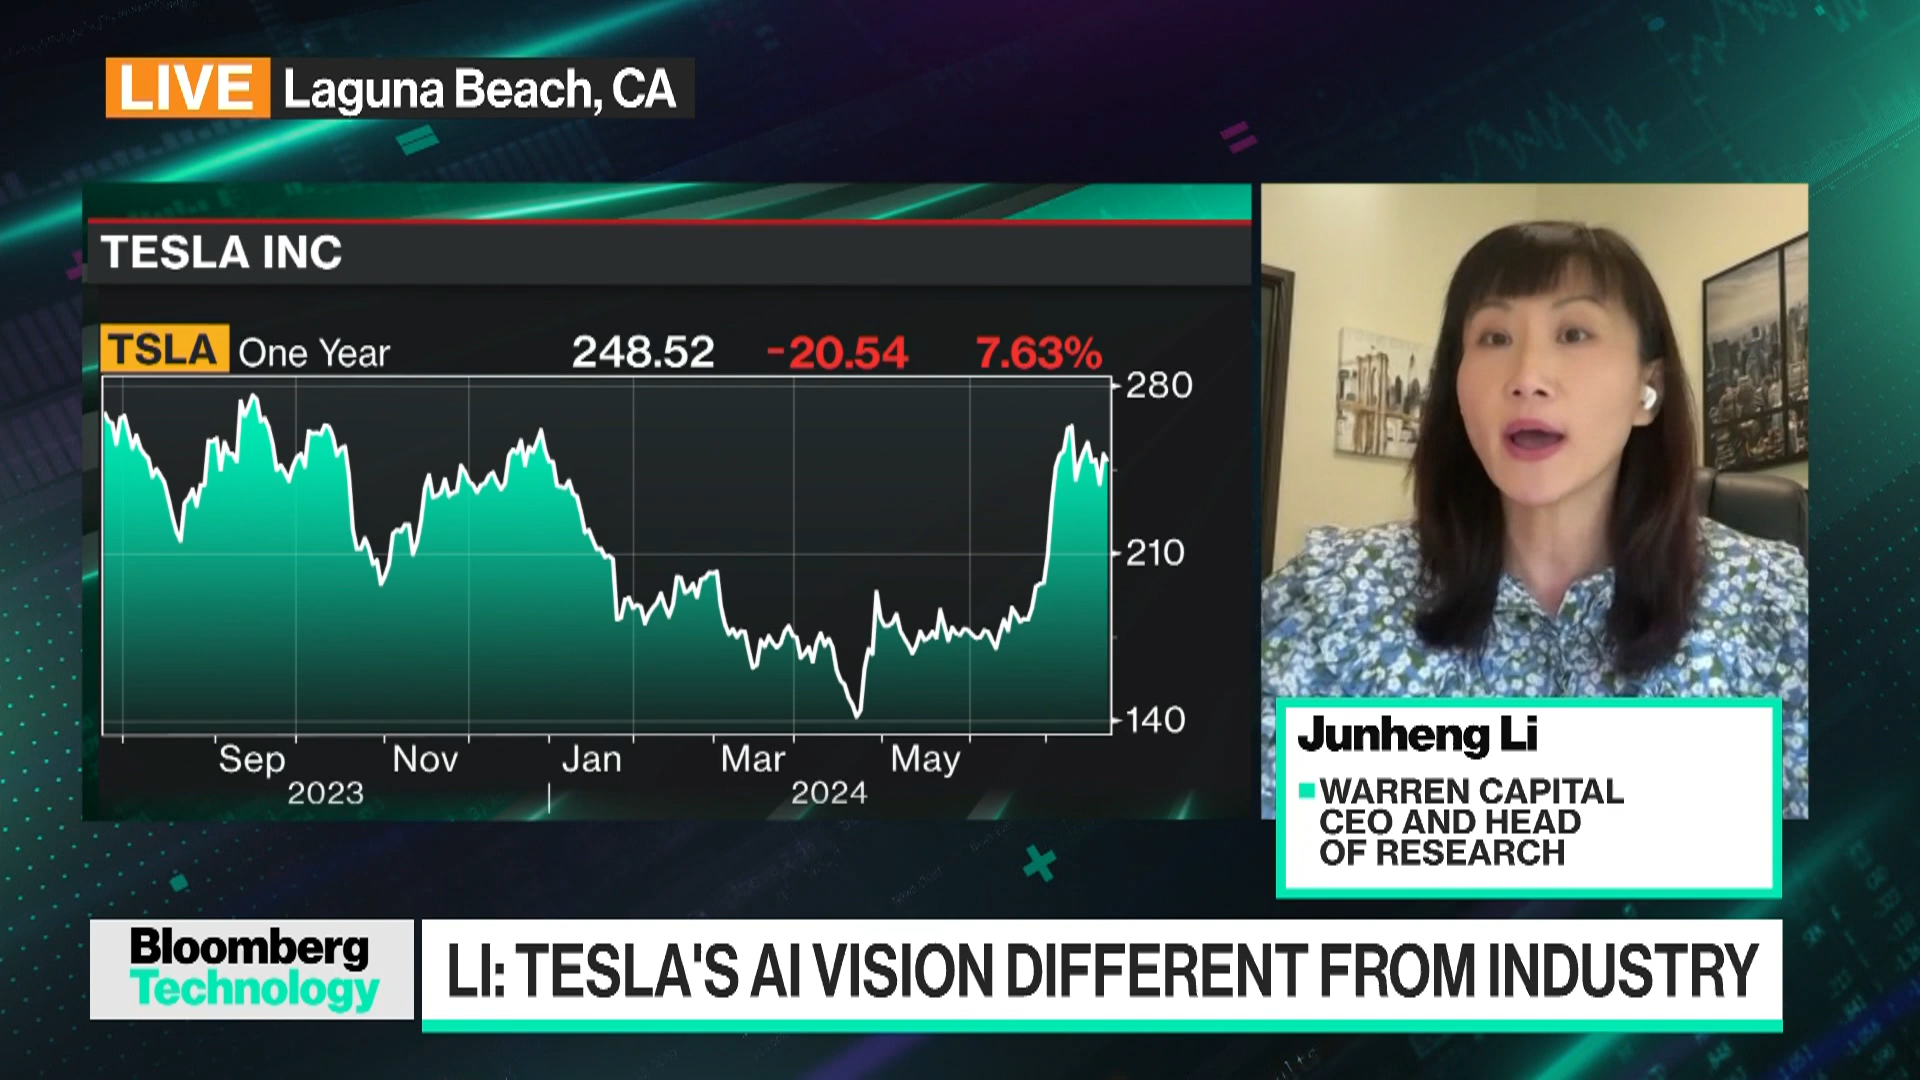 LIVE Laguna Beach, CA
TESLA INC
TSLA One Year 248.52 -20.54 7.63%
280
210
140
Sep Nov Jan Mar May
2023 2024
Junheng Li
WARREN CAPITAL
CEO AND HEAD
OF RESEARCH
Bloomberg
Technology
LI: TESLA'S AI VISION DIFFERENT FROM INDUSTRY